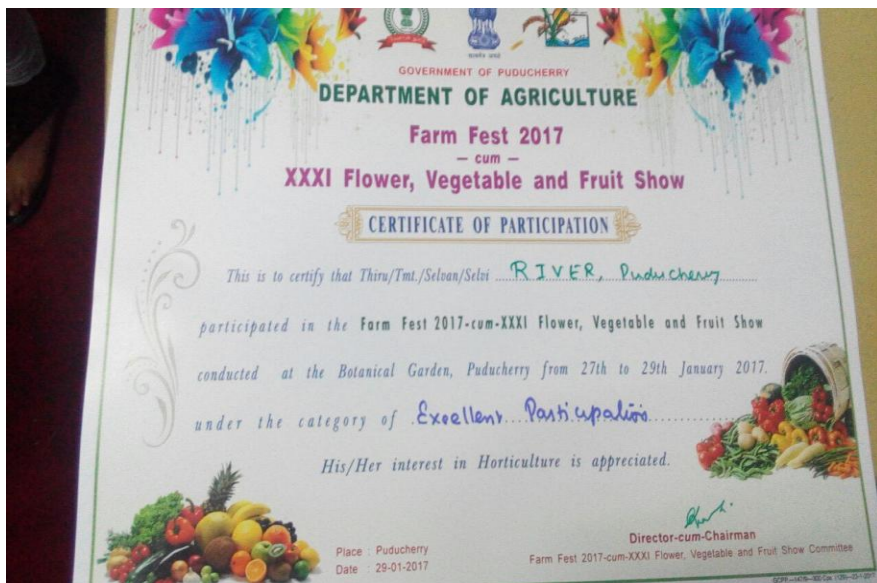 GOVERNMENT OF PUDUCHERRY
DEPARTMENT OF AGRICULTURE
Farm Fest 2017
— cum —
XXXI Flower, Vegetable and Fruit Show
CERTIFICATE OF PARTICIPATION
This is to certify that Thiru/Tmt./Selvan/Selvi RIVER, Puducherry
participated in the Farm Fest 2017-cum-XXXI Flower, Vegetable and Fruit Show
conducted at the Botanical Garden, Puducherry from 27th to 29th January 2017.
under the category of Excellent Participation
His/Her interest in Horticulture is appreciated.
Place : Puducherry
Date : 29-01-2017
Director-cum-Chairman
Farm Fest 2017-cum-XXXI Flower, Vegetable and Fruit Show Committee